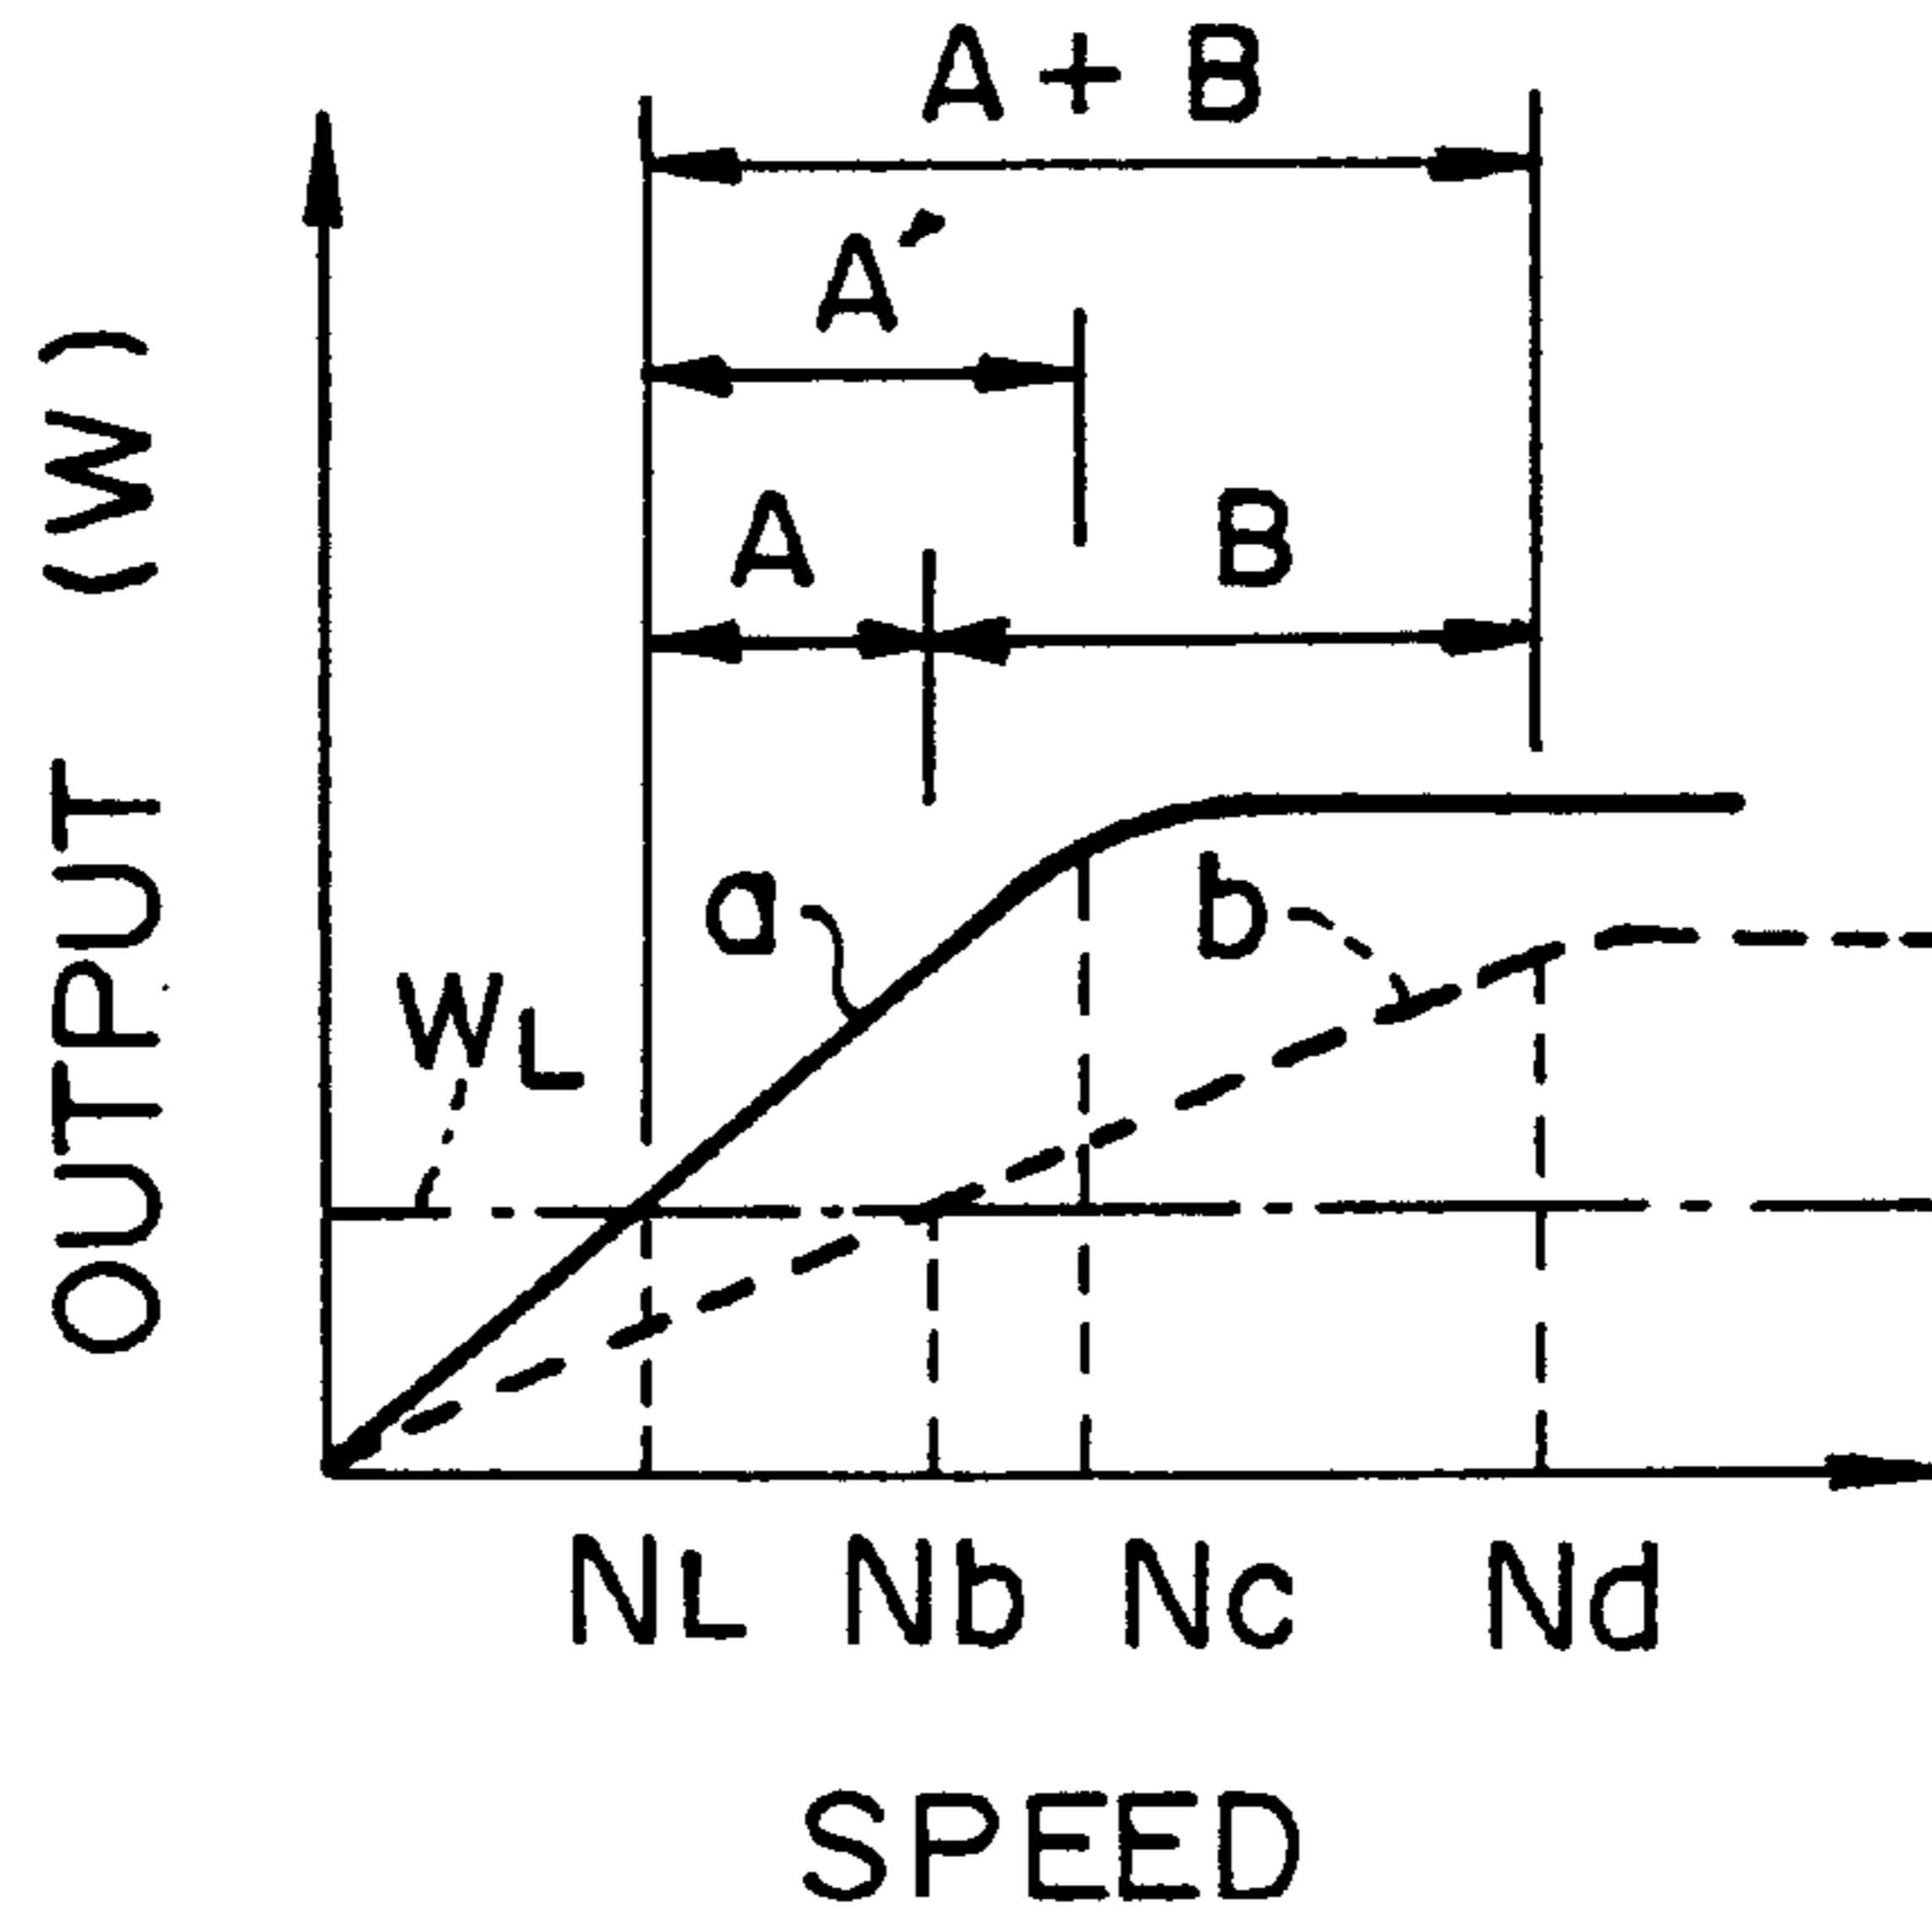 A + B
A′
A
B
a
b
WL
OUTPUT (W)
NL
Nb
Nc
Nd
SPEED